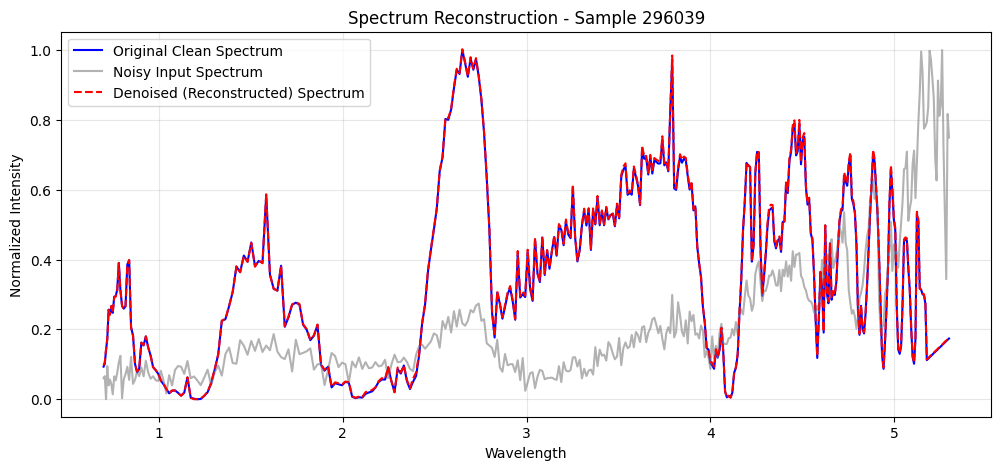 Spectrum Reconstruction - Sample 296039
Original Clean Spectrum
Noisy Input Spectrum
Denoised (Reconstructed) Spectrum
Normalized Intensity
1.0
0.8
0.6
0.4
0.2
0.0
1 2 3 4 5
Wavelength